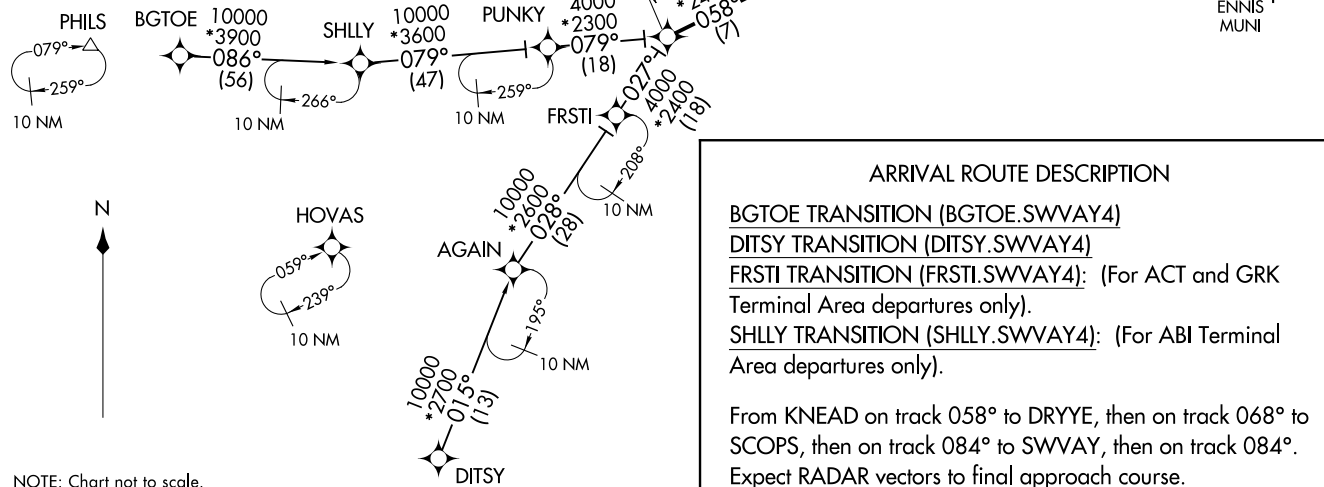 PHILS
079°
259°
10 NM
BGTOE
10000
*3900
086°
(56)
SHLLY
266°
10 NM
10000
*3600
079°
(47)
PUNKY
259°
10 NM
4000
*2300
079°
(18)
058°
(7)
ENNIS
MUNI
027°
4000
*2400
(18)
FRSTI
208°
10 NM
10000
*2600
028°
(28)
N
HOVAS
059°
239°
10 NM
AGAIN
195°
10 NM
10000
*2700
015°
(13)
DITSY
NOTE: Chart not to scale.
ARRIVAL ROUTE DESCRIPTION
BGTOE TRANSITION (BGTOE.SWVAY4)
DITSY TRANSITION (DITSY.SWVAY4)
FRSTI TRANSITION (FRSTI.SWVAY4): (For ACT and GRK
Terminal Area departures only).
SHLLY TRANSITION (SHLLY.SWVAY4): (For ABI Terminal
Area departures only).
From KNEAD on track 058° to DRYYE, then on track 068° to
SCOPS, then on track 084° to SWVAY, then on track 084°.
Expect RADAR vectors to final approach course.